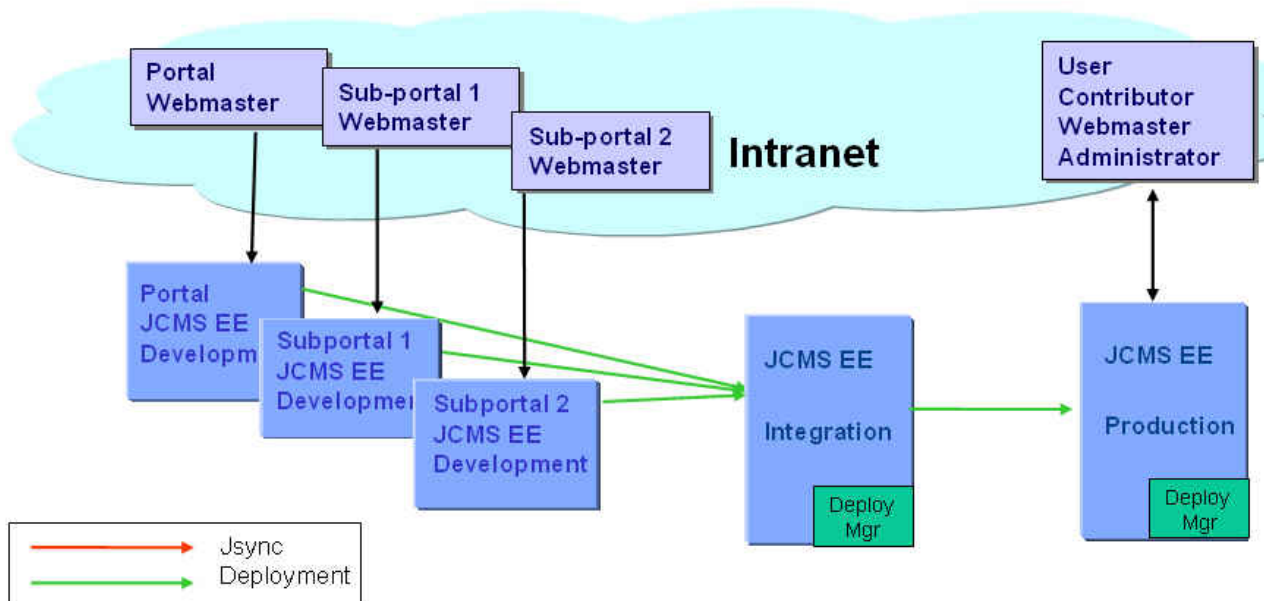 Portal
Webmaster
Sub-portal 1
Webmaster
Sub-portal 2
Webmaster
Intranet
User
Contributor
Webmaster
Administrator
Portal
JCMS EE
Developm
Subportal 1
JCMS EE
Developmen
Subportal 2
JCMS EE
Development
JCMS EE
Integration
Deploy
Mgr
JCMS EE
Production
Deploy
Mgr
Jsync
Deployment